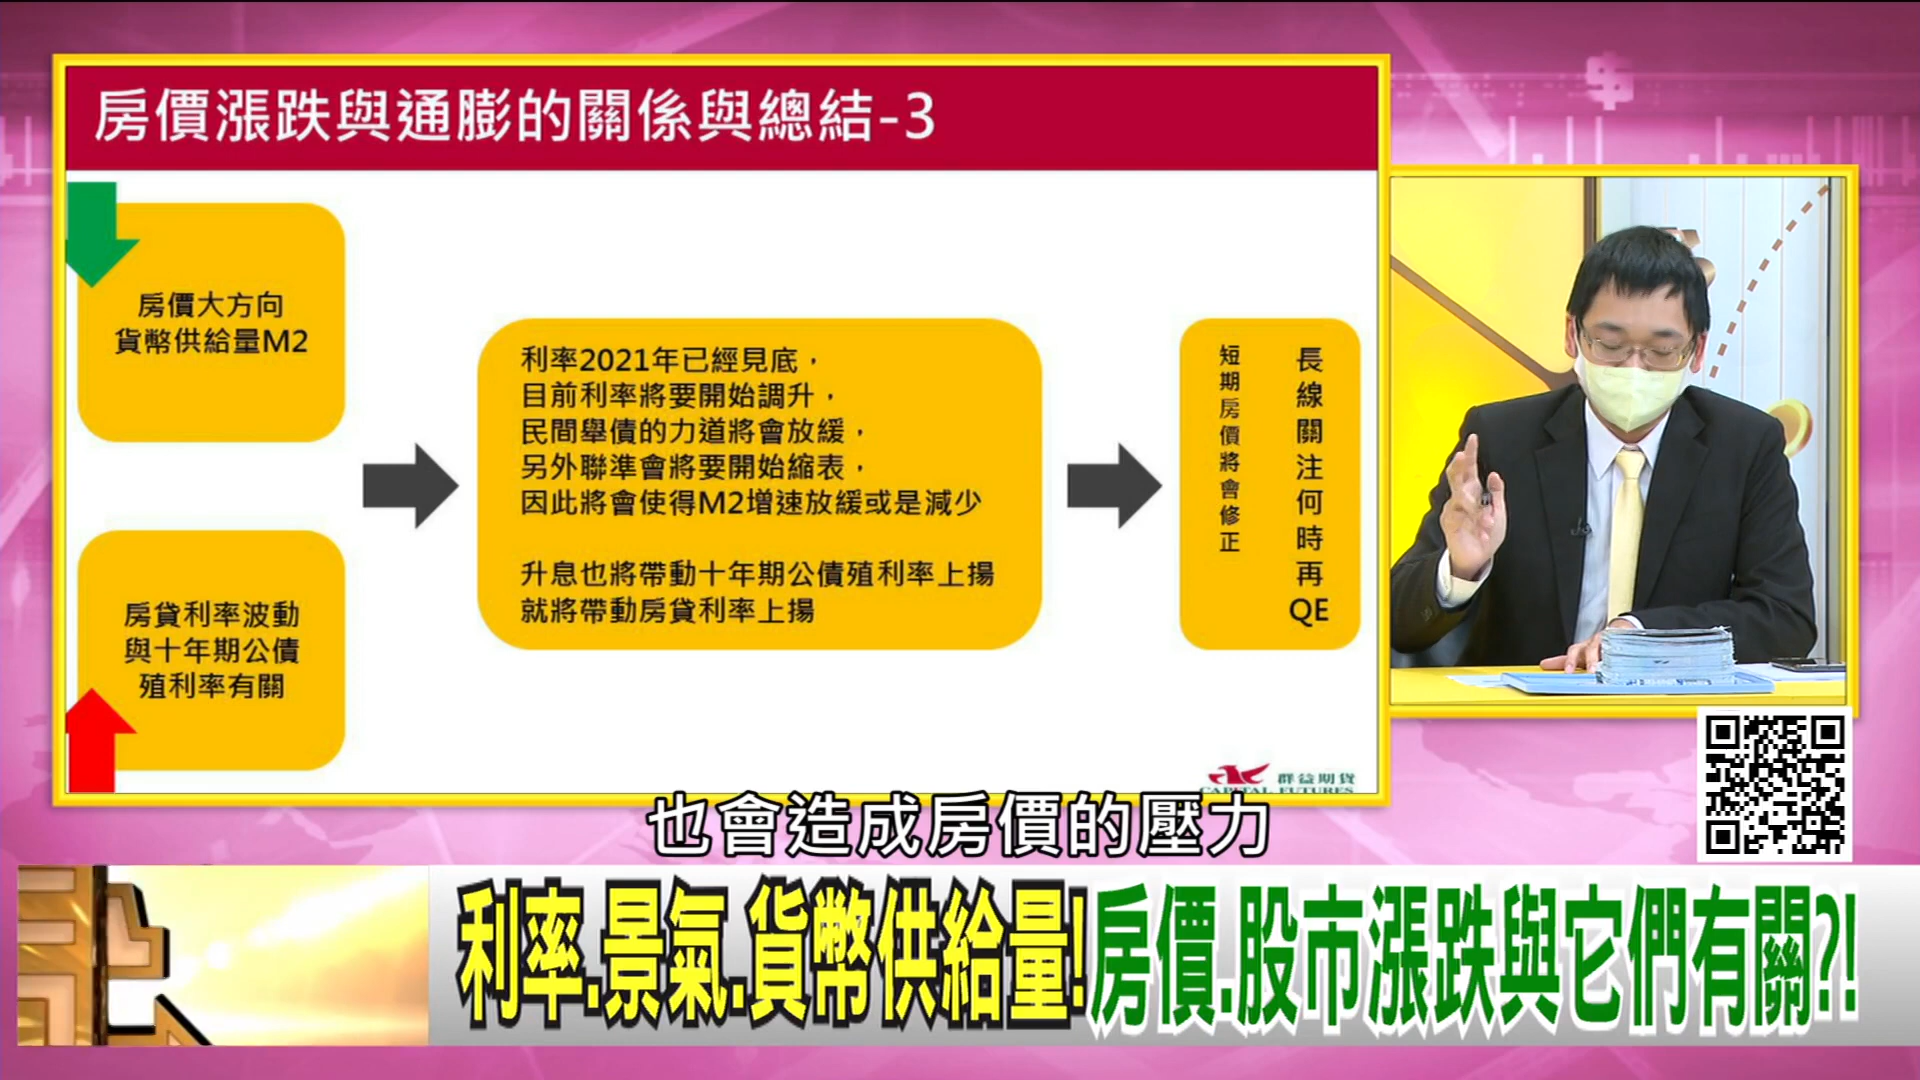 房價漲跌與通膨的關係與總結-3
房價大方向
貨幣供給量M2
房貸利率波動
與十年期公債
殖利率有關
利率2021年已經見底，
目前利率將要開始調升，
民間舉債的力道將會放緩，
另外聯準會將要開始縮表，
因此將會使得M2增速放緩或是減少
升息也將帶動十年期公債殖利率上揚
就將帶動房貸利率上揚
長線關注何時再QE
短期房價將會修正
群益期貨
CAPITAL FUTURES
也會造成房價的壓力
利率.景氣.貨幣供給量!房價.股市漲跌與它們有關?!